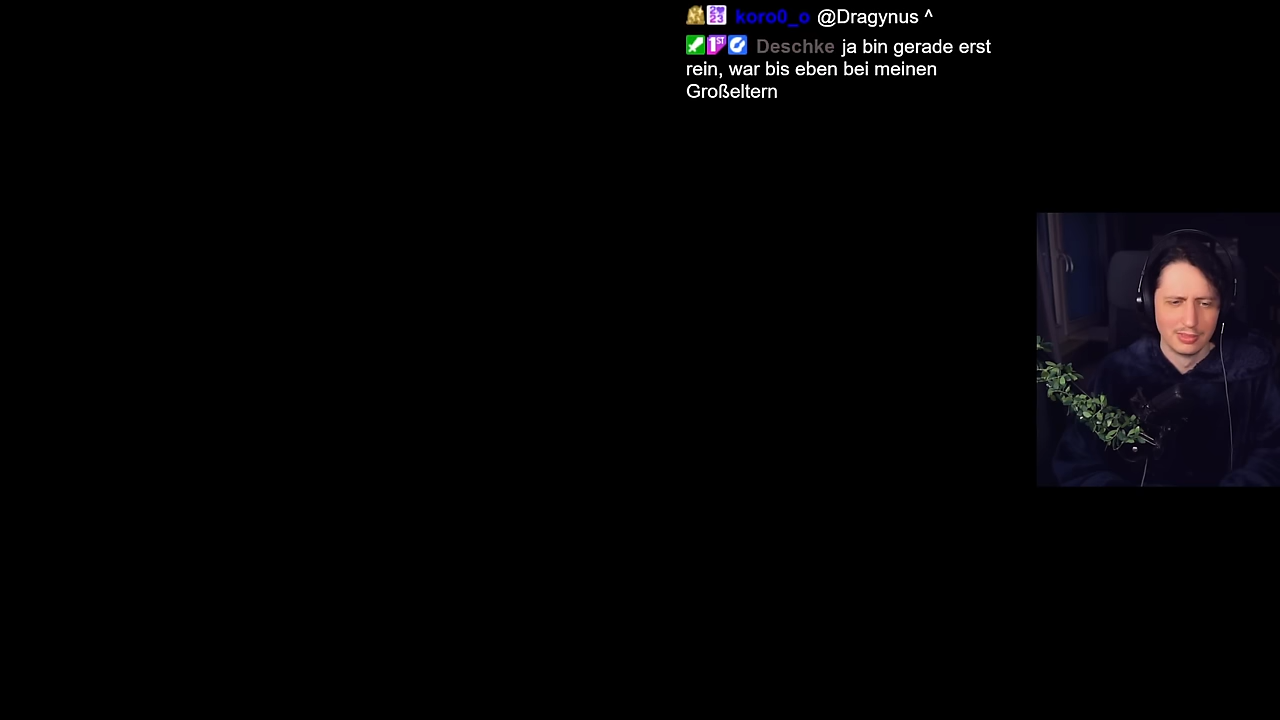 koro0_o @Dragynus ^
Deschke ja bin gerade erst
rein, war bis eben bei meinen
Großeltern